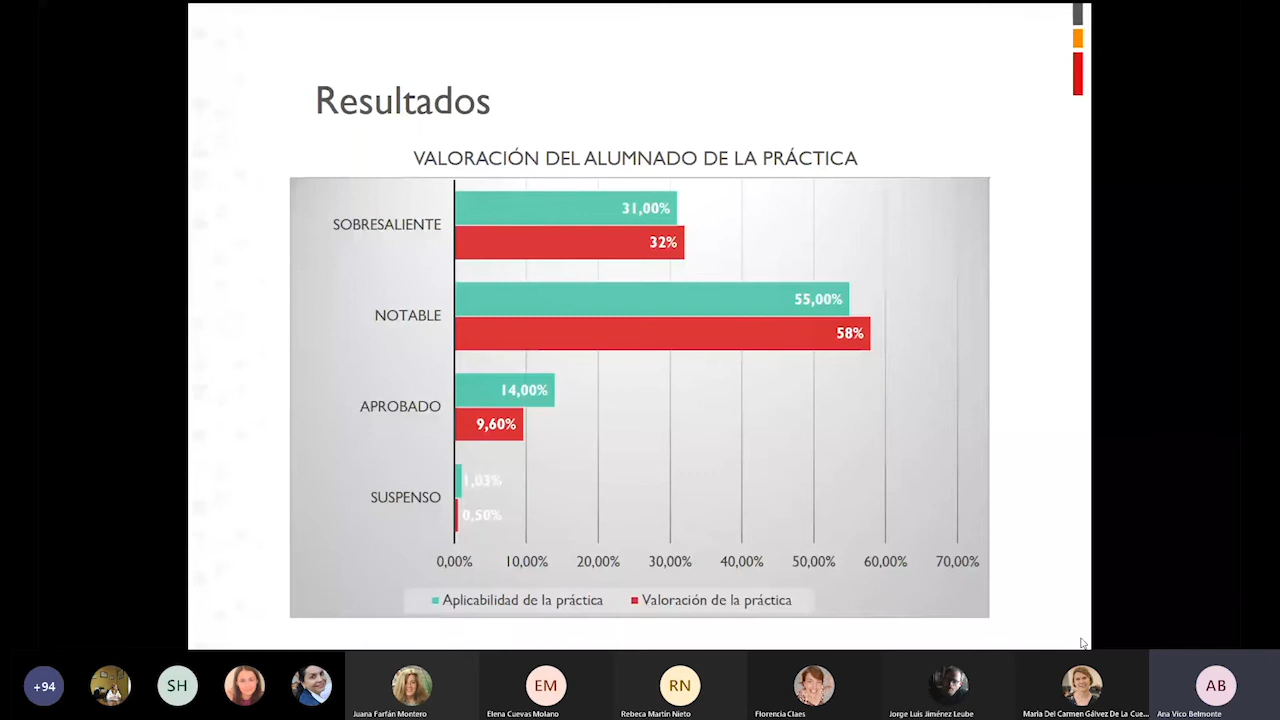 Resultados
VALORACIÓN DEL ALUMNADO DE LA PRÁCTICA
SOBRESALIENTE
31,00%
32%
NOTABLE
55,00%
58%
APROBADO
14,00%
9,60%
SUSPENSO
1,03%
0,50%
0,00% 10,00% 20,00% 30,00% 40,00% 50,00% 60,00% 70,00%
Aplicabilidad de la práctica Valoración de la práctica
+94 SH EM RN AB
Juana Farfán Montero Elena Cuevas Molano Rebeca Martín Nieto Florencia Claes Jorge Luis Jiménez Leube María Del Carmen Gálvez De La Cue... Ana Vico Belmonte